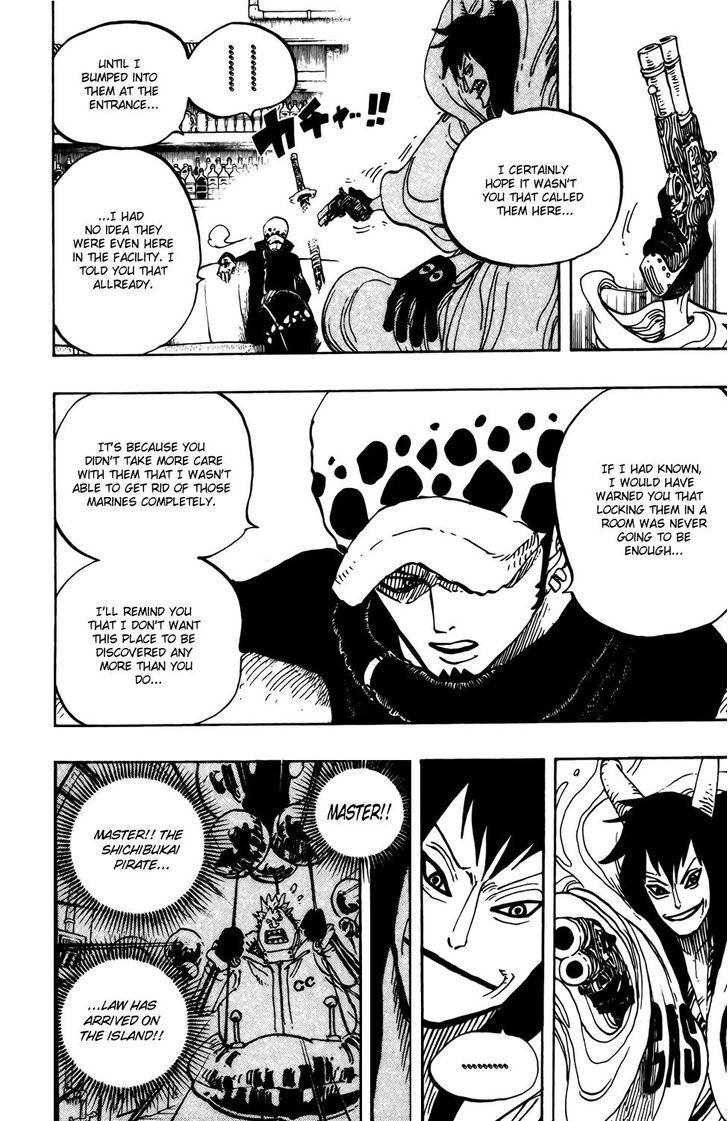 I CERTAINLY
HOPE IT WASN'T
YOU THAT CALLED
THEM HERE...
ガチャ..!!
UNTIL I
BUMPED INTO
THEM AT THE
ENTRANCE...
...I HAD
NO IDEA THEY
WERE EVEN HERE
IN THE FACILITY. I
TOLD YOU THAT
ALLREADY.
IF I HAD KNOWN,
I WOULD HAVE
WARNED YOU THAT
LOCKING THEM IN A
ROOM WAS NEVER
GOING TO BE
ENOUGH...
IT'S BECAUSE YOU
DIDN'T TAKE MORE CARE
WITH THEM THAT I WASN'T
ABLE TO GET RID OF THOSE
MARINES COMPLETELY.
I'LL REMIND YOU
THAT I DON'T WANT
THIS PLACE TO BE
DISCOVERED ANY
MORE THAN YOU
DO...
GAS
............
MASTER!!
MASTER!! THE
SHICHIBUKAI
PIRATE...
CC
...LAW HAS
ARRIVED ON
THE ISLAND!!